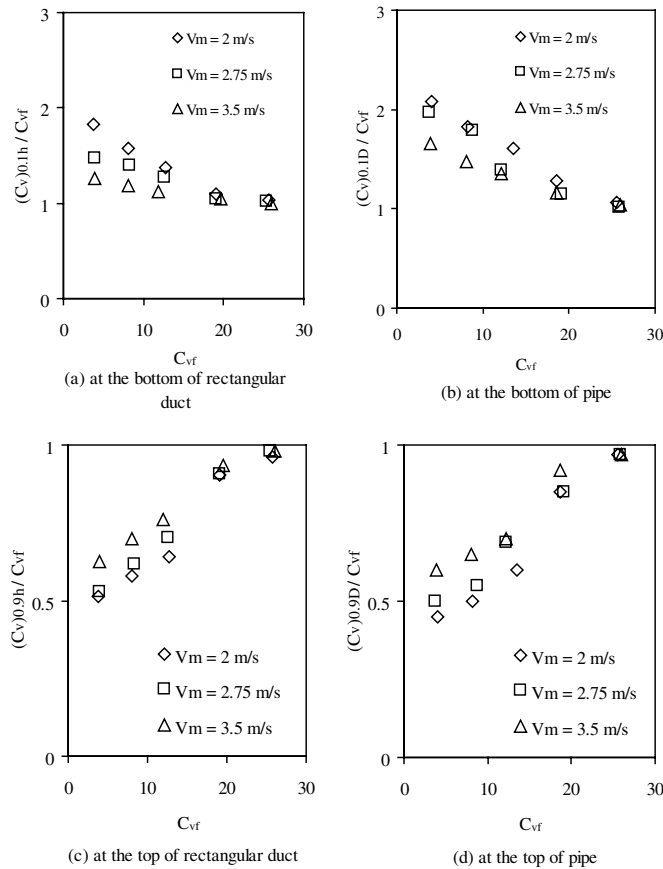 3
2
1
0
(Cv)0.1h / Cvf
Vm = 2 m/s
Vm = 2.75 m/s
Vm = 3.5 m/s
0 10 20 30
Cvf
(a) at the bottom of rectangular
duct
3
2
1
0
(Cv)0.1D / Cvf
Vm = 2 m/s
Vm = 2.75 m/s
Vm = 3.5 m/s
0 10 20 30
Cvf
(b) at the bottom of pipe
1
0.5
0
(Cv)0.9h / Cvf
Vm = 2 m/s
Vm = 2.75 m/s
Vm = 3.5 m/s
0 10 20 30
Cvf
(c) at the top of rectangular duct
1
0.5
0
(Cv)0.9D / Cvf
Vm = 2 m/s
Vm = 2.75 m/s
Vm = 3.5 m/s
0 10 20 30
Cvf
(d) at the top of pipe